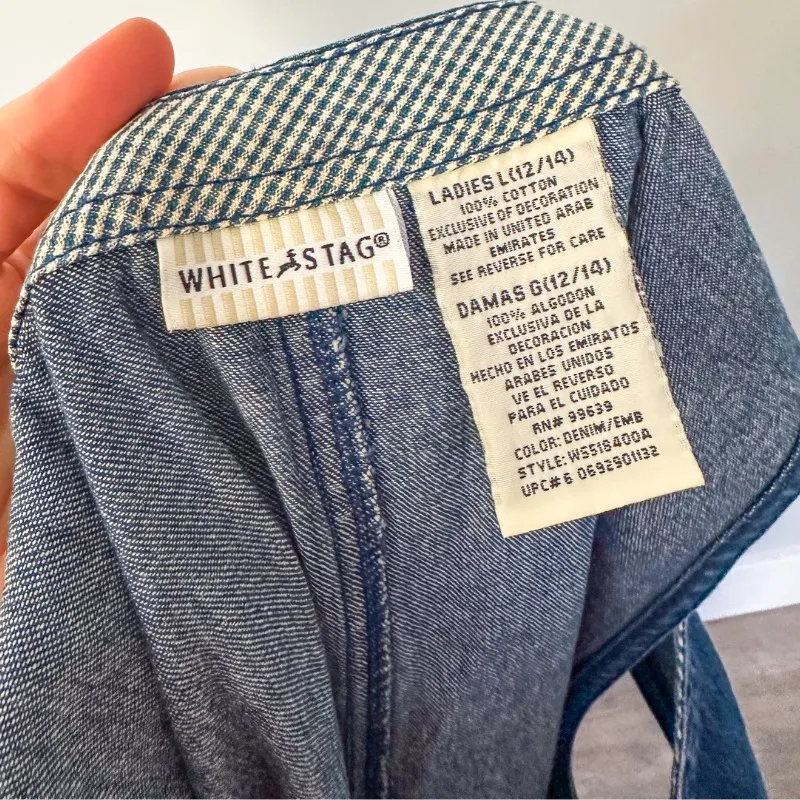 WHITE STAG®
LADIES L(12/14)
100% COTTON
EXCLUSIVE OF DECORATION
MADE IN UNITED ARAB
EMIRATES
SEE REVERSE FOR CARE
DAMAS G(12/14)
100% ALGODON
EXCLUSIVA DE LA
DECORACION
HECHO EN LOS EMIRATOS
ARABES UNIDOS
VE EL REVERSO
PARA EL CUIDADO
RN# 99639
COLOR: DENIM/EMB
STYLE: WS516400A
UPC# 6 0692901132